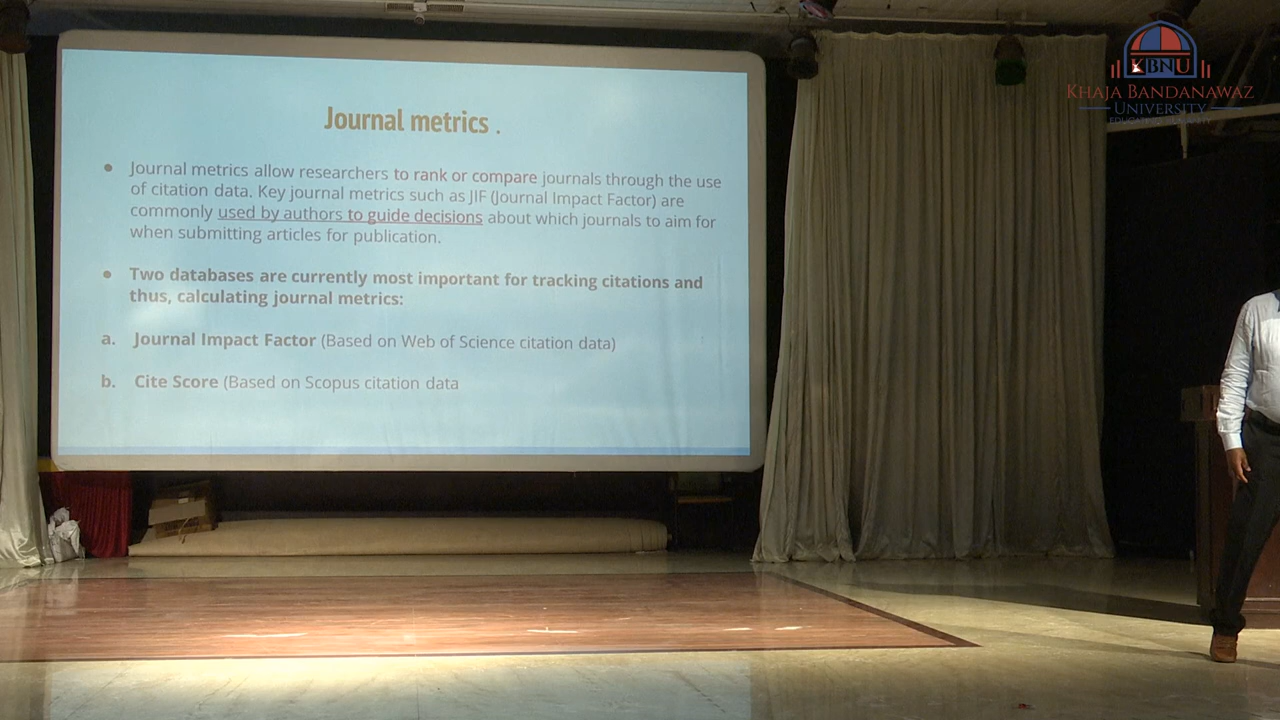 Journal metrics .
Journal metrics allow researchers to rank or compare journals through the use
of citation data. Key journal metrics such as JIF (Journal Impact Factor) are
commonly used by authors to guide decisions about which journals to aim for
when submitting articles for publication.
Two databases are currently most important for tracking citations and
thus, calculating journal metrics:
a. Journal Impact Factor (Based on Web of Science citation data)
b. Cite Score (Based on Scopus citation data
KBNU
KHAJA BANDANAWAZ
UNIVERSITY